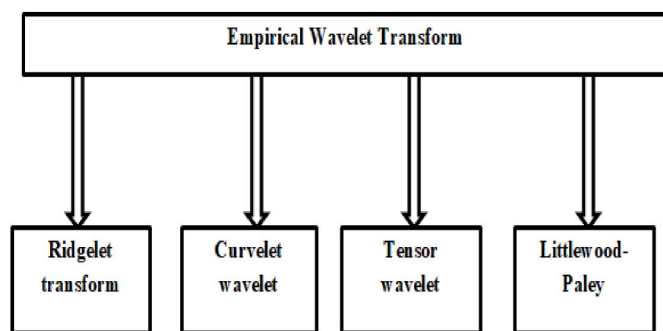 Empirical Wavelet Transform
Ridgelet
transform
Curvelet
wavelet
Tensor
wavelet
Littlewood-
Paley